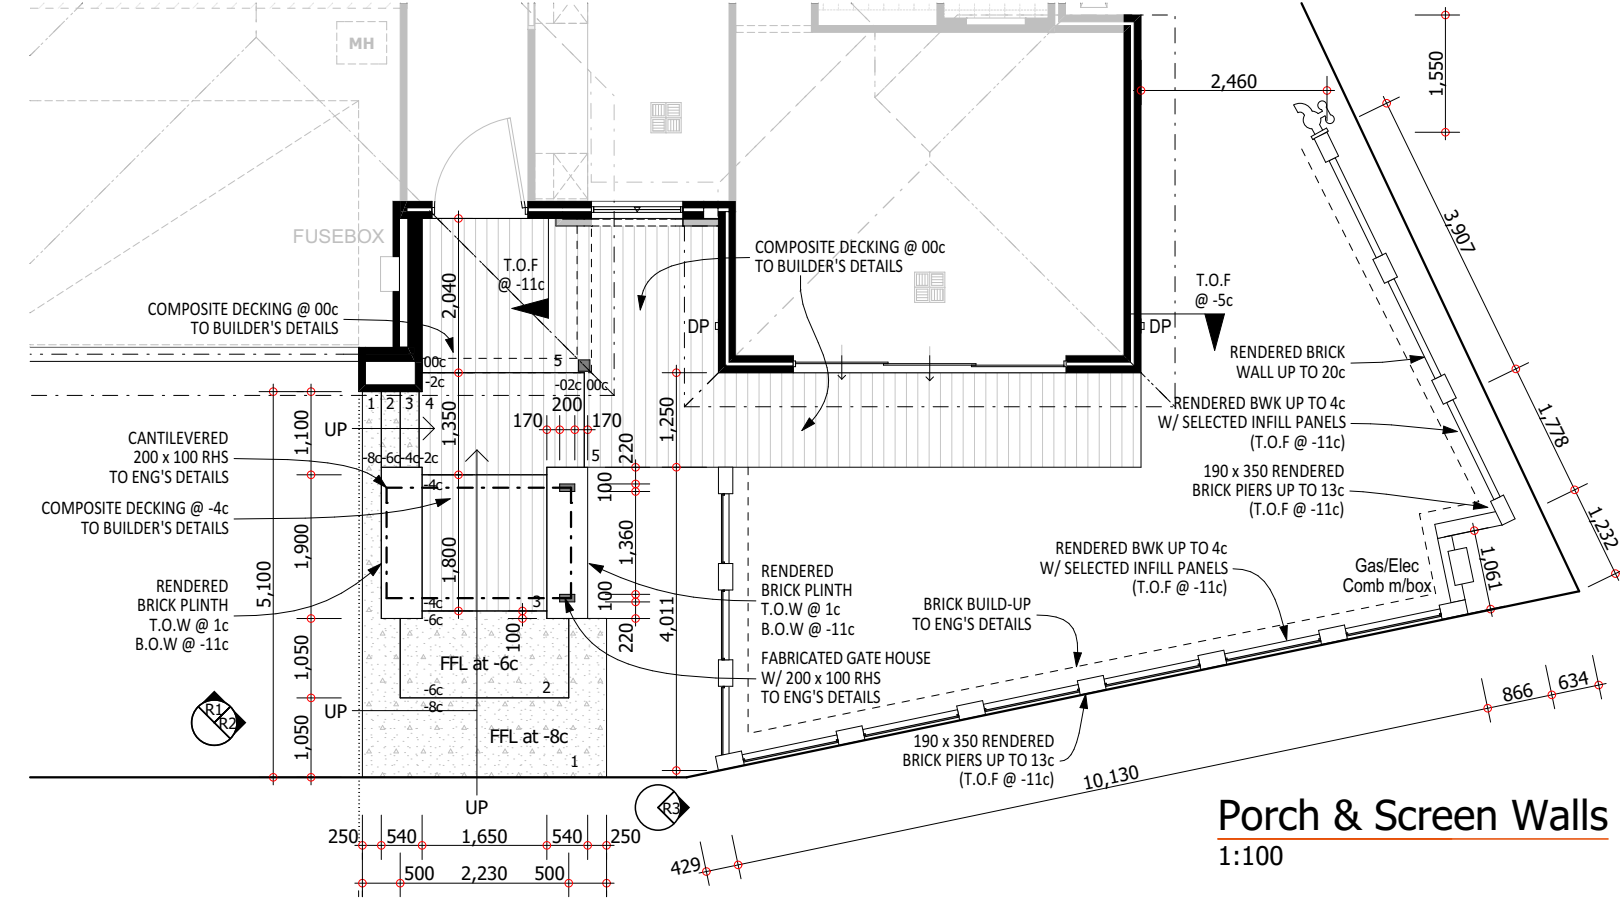 MH
2,460
1,550
3,907
FUSEBOX
T.O.F
@ -11c
COMPOSITE DECKING @ 00c
TO BUILDER'S DETAILS
2,040
T.O.F
@ -5c
COMPOSITE DECKING @ 00c
TO BUILDER'S DETAILS
DP
DP
RENDERED BRICK
WALL UP TO 20c
00c
5
-2c
-02c
00c
1
2
3
4
200
170
170
1,350
1,250
1,100
UP
RENDERED BWK UP TO 4c
W/ SELECTED INFILL PANELS
(T.O.F @ -11c)
1,778
CANTILEVERED
200 x 100 RHS
TO ENG'S DETAILS
-8c
-6c
-4c
-2c
5
220
100
-4c
190 x 350 RENDERED
BRICK PIERS UP TO 13c
(T.O.F @ -11c)
1,232
COMPOSITE DECKING @ -4c
TO BUILDER'S DETAILS
1,900
1,800
1,360
5,100
RENDERED BWK UP TO 4c
W/ SELECTED INFILL PANELS
(T.O.F @ -11c)
Gas/Elec
Comb m/box
1,061
RENDERED
BRICK PLINTH
T.O.W @ 1c
B.O.W @ -11c
RENDERED
BRICK PLINTH
T.O.W @ 1c
B.O.W @ -11c
-4c
-6c
3
100
100
220
4,011
BRICK BUILD-UP
TO ENG'S DETAILS
1,050
FFL at -6c
-6c
2
-8c
FABRICATED GATE HOUSE
W/ 200 x 100 RHS
TO ENG'S DETAILS
R1
R2
UP
1,050
FFL at -8c
1
190 x 350 RENDERED
BRICK PIERS UP TO 13c
(T.O.F @ -11c)
866
634
10,130
UP
R3
250
540
1,650
540
250
500
2,230
500
429
Porch & Screen Walls
1:100